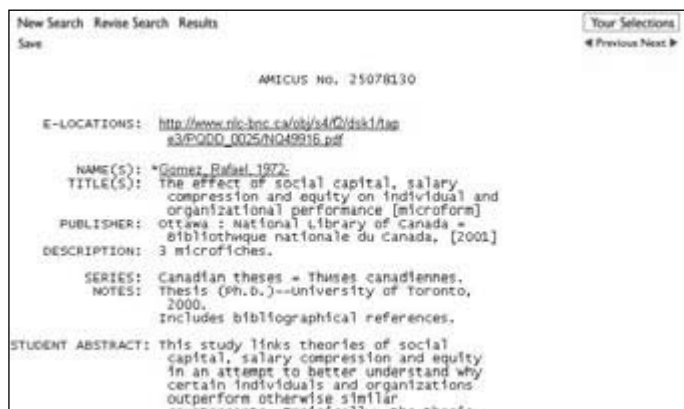 New Search Revise Search Results Your Selections
Save ◀ Previous Next ▶
AMICUS No. 25078130
E-LOCATIONS: http://www.nlc-bnc.ca/obj/s4/f2/dsk1/tap
e3/PQDD_0025/NQ49916.pdf
NAME(S): *Gomez, Rafael, 1972-
TITLE(S): The effect of social capital, salary
compression and equity on individual and
organizational performance [microform]
PUBLISHER: Ottawa : National Library of Canada =
Bibliothиque nationale du Canada, [2001]
DESCRIPTION: 3 microfiches.
SERIES: Canadian theses = Thиses canadiennes.
NOTES: Thesis (Ph.D.)--University of Toronto,
2000.
Includes bibliographical references.
STUDENT ABSTRACT: This study links theories of social
capital, salary compression and equity
in an attempt to better understand why
certain individuals and organizations
outperform otherwise similar